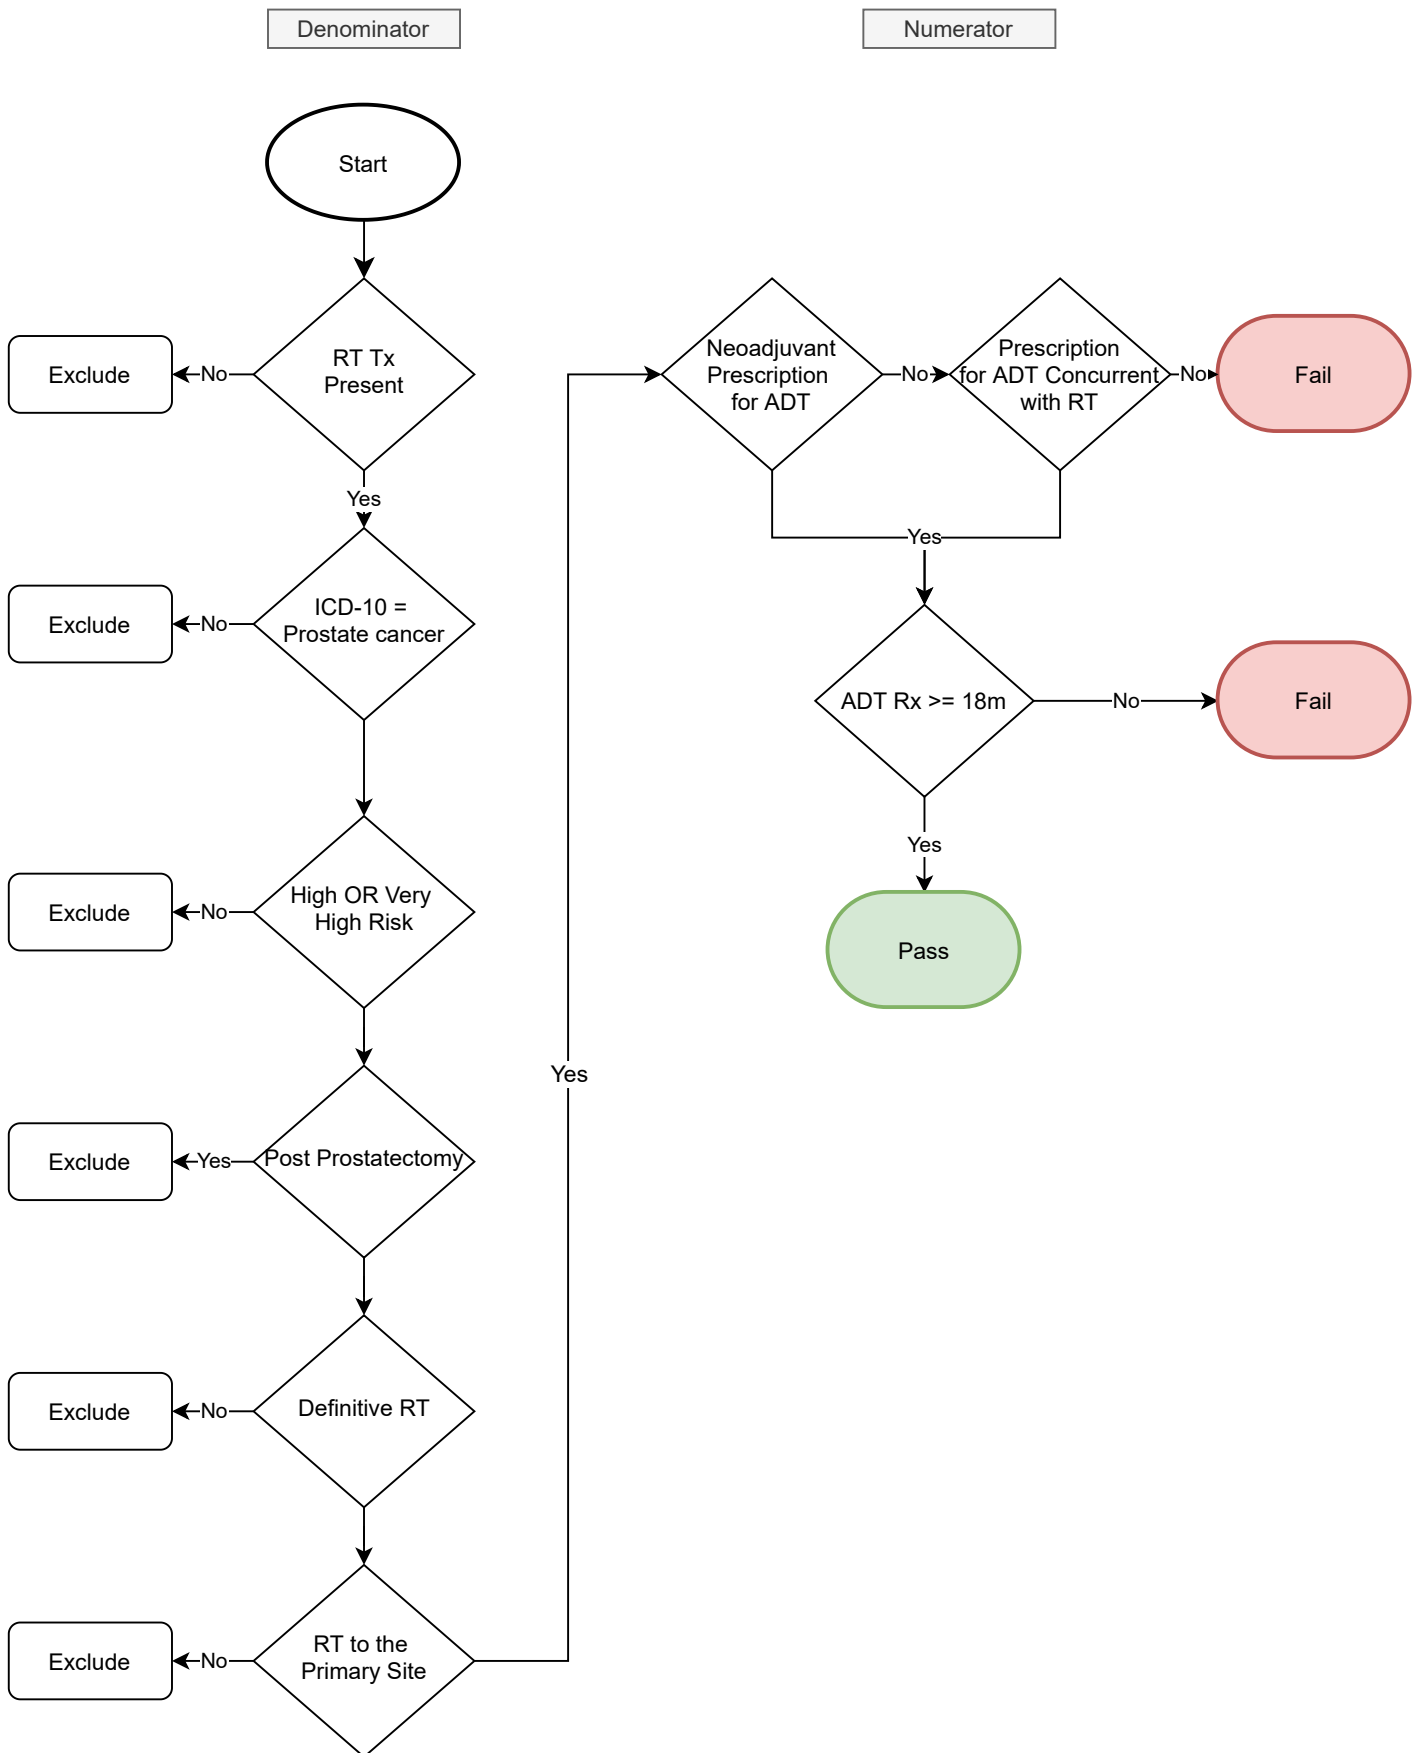 Denominator
Numerator
Start
RT Tx
Present
No
Exclude
Yes
ICD-10 =
Prostate cancer
No
Exclude
High OR Very
High Risk
No
Exclude
Post Prostatectomy
Yes
Exclude
Definitive RT
No
Exclude
RT to the
Primary Site
No
Exclude
Yes
Neoadjuvant
Prescription
for ADT
No
Prescription
for ADT Concurrent
with RT
No
Fail
Yes
ADT Rx >= 18m
No
Fail
Yes
Pass